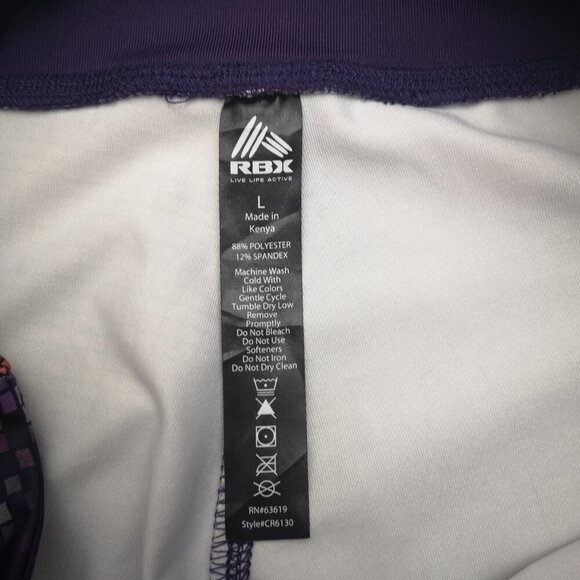 RBX
LIVE LIFE ACTIVE
L
Made in
Kenya
88% POLYESTER
12% SPANDEX
Machine Wash
Cold With
Like Colors
Gentle Cycle
Tumble Dry Low
Remove
Promptly
Do Not Bleach
Do Not Use
Softeners
Do Not Iron
Do Not Dry Clean
RN#63619
Style#CR6130